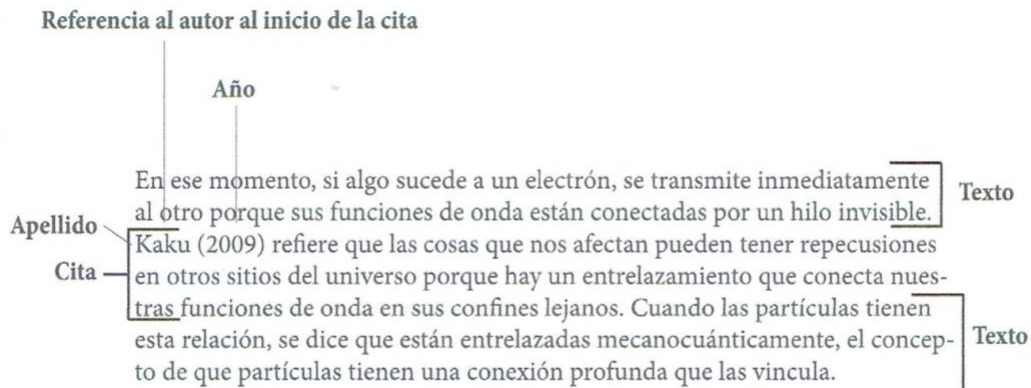 Referencia al autor al inicio de la cita
Año
En ese momento, si algo sucede a un electrón, se transmite inmediatamente
al otro porque sus funciones de onda están conectadas por un hilo invisible.
Texto
Apellido
Kaku (2009) refiere que las cosas que nos afectan pueden tener repecusiones
Cita
en otros sitios del universo porque hay un entrelazamiento que conecta nues-
tras funciones de onda en sus confines lejanos. Cuando las partículas tienen
esta relación, se dice que están entrelazadas mecanocuánticamente, el concep-
Texto
to de que partículas tienen una conexión profunda que las vincula.